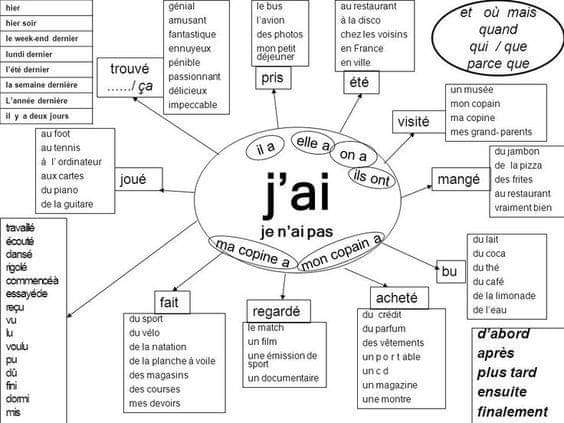 hier
hier soir
le week-end dernier
lundi dernier
l'été dernier
la semaine dernière
L'année dernière
il y a deux jours
trouvé
....../ ça
génial
amusant
fantastique
ennuyeux
pénible
passionnant
délicieux
impeccable
pris
le bus
l'avion
des photos
mon petit
déjeuner
été
au restaurant
à la disco
chez les voisins
en France
en ville
et où mais
quand
qui / que
parce que
visité
un musée
mon copain
ma copine
mes grand-parents
joué
au foot
au tennis
à l' ordinateur
aux cartes
du piano
de la guitare
il a
elle a
on a
ils ont
j'ai
je n'ai pas
ma copine a
mon copain a
mangé
du jambon
de la pizza
des frites
au restaurant
vraiment bien
bu
du lait
du coca
du thé
du café
de la limonade
de l'eau
travaillé
écouté
dansé
rigolé
commencé à
essayé de
reçu
vu
lu
voulu
pu
dû
fini
dormi
mis
fait
du sport
du vélo
de la natation
de la planche à voile
des magasins
des courses
mes devoirs
regardé
le match
un film
une émission de
sport
un documentaire
acheté
du crédit
du parfum
des vêtements
un p o r t able
un c d
un magazine
une montre
d'abord
après
plus tard
ensuite
finalement